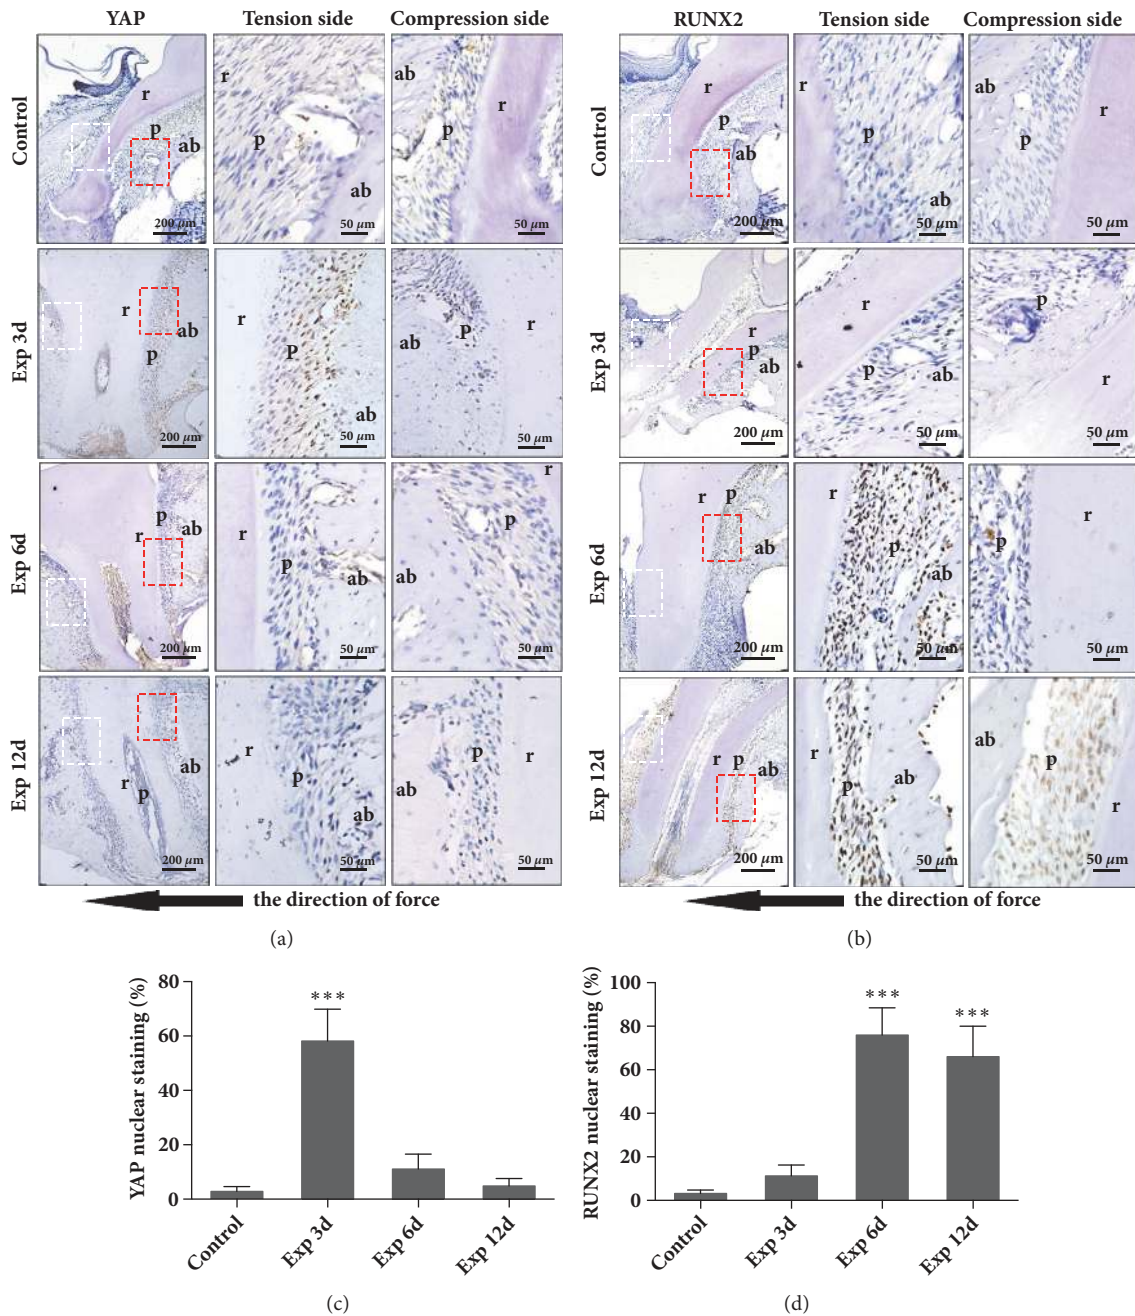 YAP Tension side Compression side
RUNX2 Tension side Compression side
Control
r
p
ab
200 µm
r
p
ab
50 µm
ab
p
r
50 µm
Control
r
p
ab
200 µm
r
p
ab
50 µm
ab
p
r
50 µm
Exp 3d
r
p
ab
200 µm
r
p
ab
50 µm
ab
p
r
50 µm
Exp 3d
r
r
p
ab
200 µm
r
p
ab
50 µm
p
r
50 µm
Exp 6d
r
p
ab
200 µm
r
p
ab
50 µm
r
p
ab
50 µm
Exp 6d
r
p
ab
200 µm
r
p
ab
50 µm
p
r
50 µm
Exp 12d
r
p
ab
200 µm
r
p
ab
50 µm
ab
p
r
50 µm
Exp 12d
r
p
ab
200 µm
r
p
ab
50 µm
ab
p
r
50 µm
the direction of force
the direction of force
(a)
(b)
YAP nuclear staining (%)
80
60
40
20
0
***
Control
Exp 3d
Exp 6d
Exp 12d
(c)
RUNX2 nuclear staining (%)
100
80
60
40
20
0
***
***
Control
Exp 3d
Exp 6d
Exp 12d
(d)